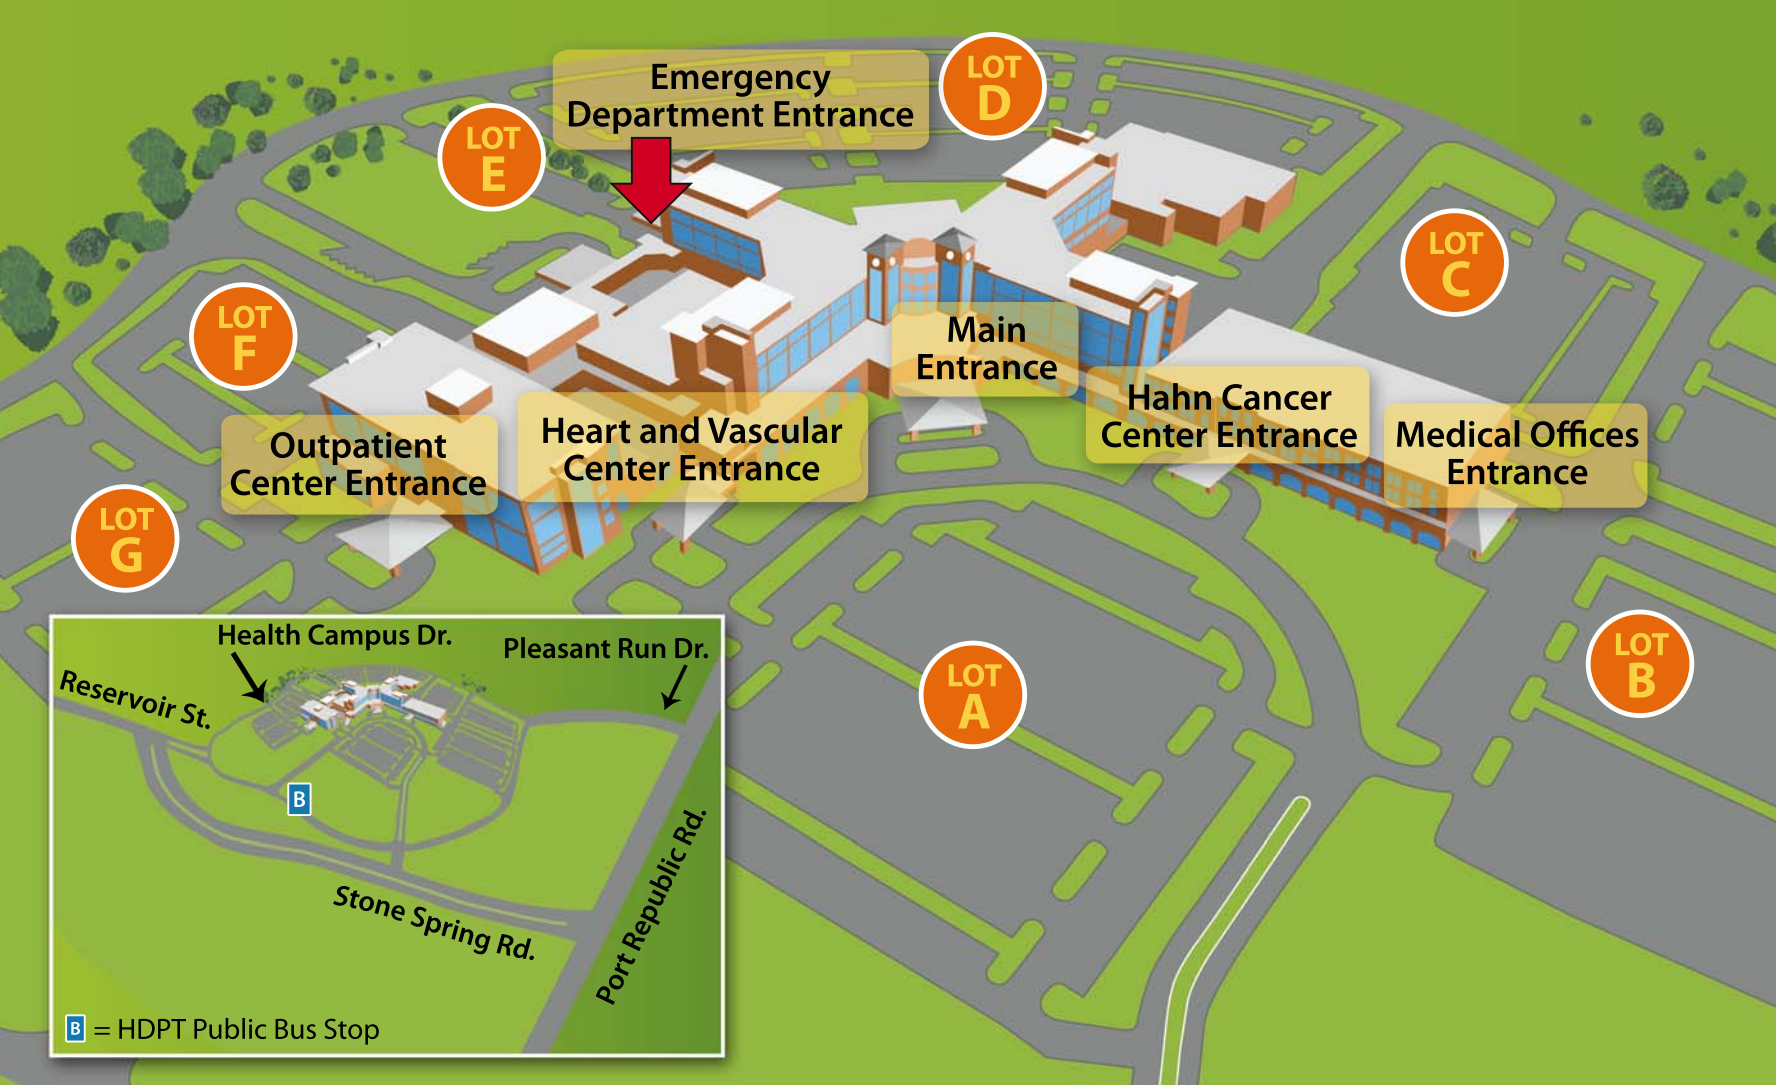 Emergency
Department Entrance
LOT
D
LOT
E
LOT
C
LOT
F
Main
Entrance
Hahn Cancer
Center Entrance
Medical Offices
Entrance
Heart and Vascular
Center Entrance
Outpatient
Center Entrance
LOT
G
LOT
A
LOT
B
Health Campus Dr.
Pleasant Run Dr.
Reservoir St.
B
Stone Spring Rd.
Port Republic Rd.
B = HDPT Public Bus Stop